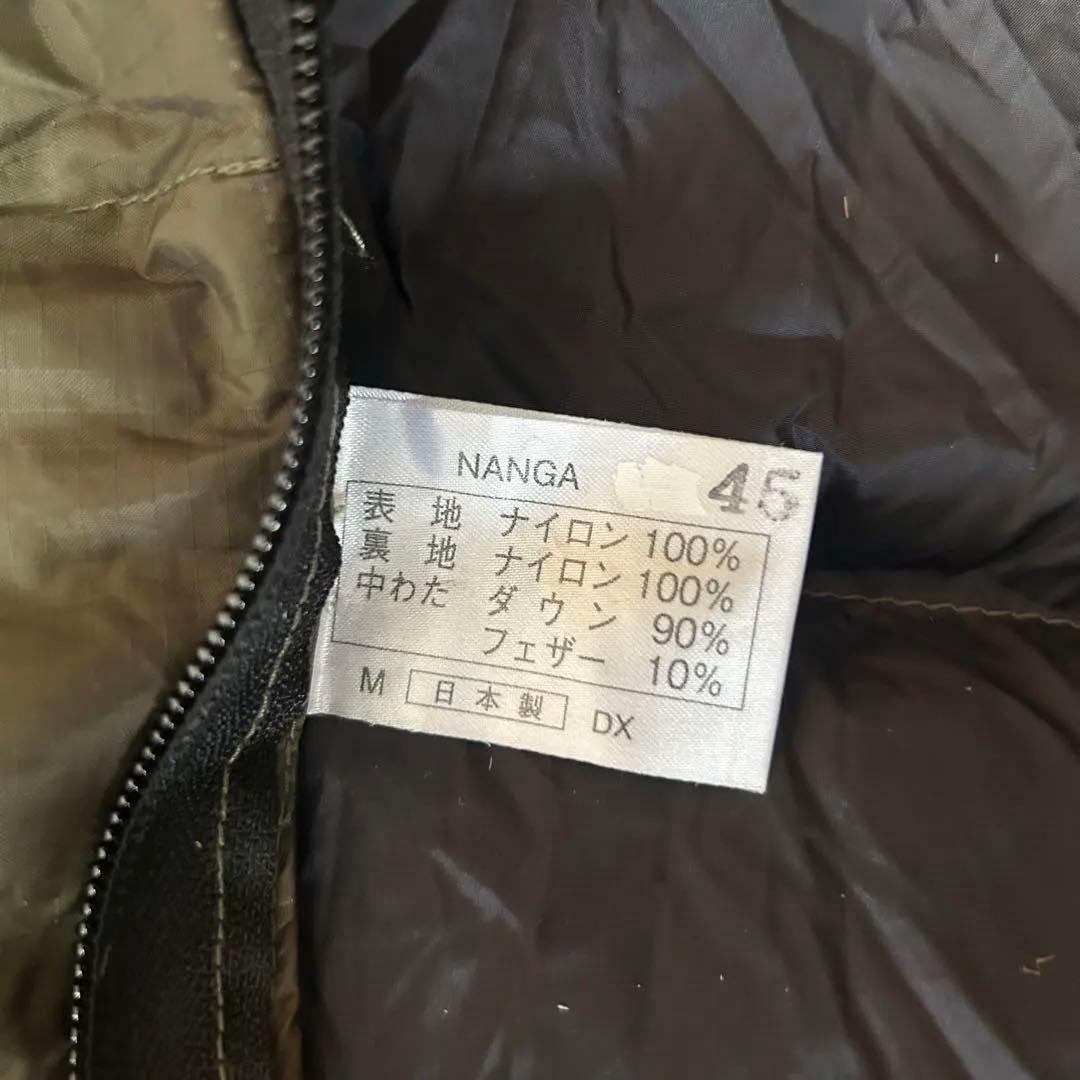 NANGA 45
表地 ナイロン 100%
裏地 ナイロン 100%
中わた ダウン 90%
フェザー 10%
M 日本製 DX